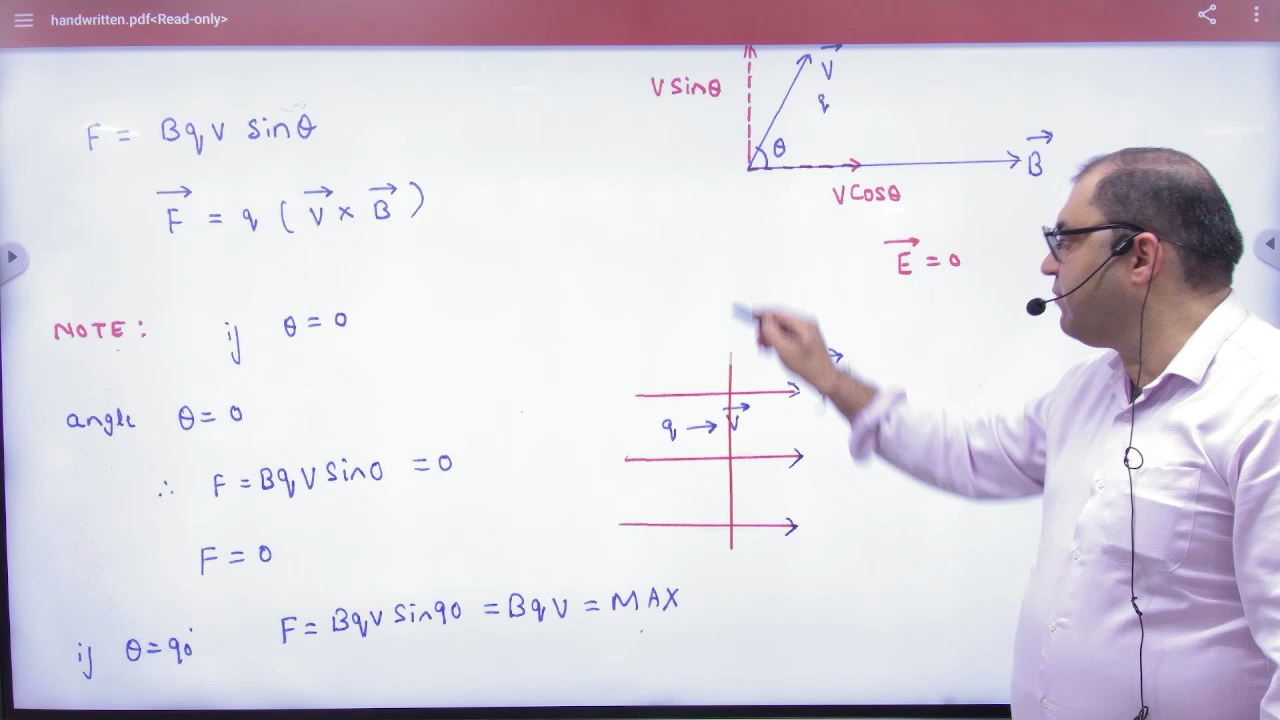 handwritten.pdf<Read-only>
F = BqV sinθ
F = q ( V × B )
NOTE: if θ = 0
angle θ = 0
∴ F = BqV Sin0 = 0
F = 0
if θ = 90° F = BqV Sin90 = BqV = MAX
V sinθ
V
q
θ
B
V Cosθ
E = 0
q → V